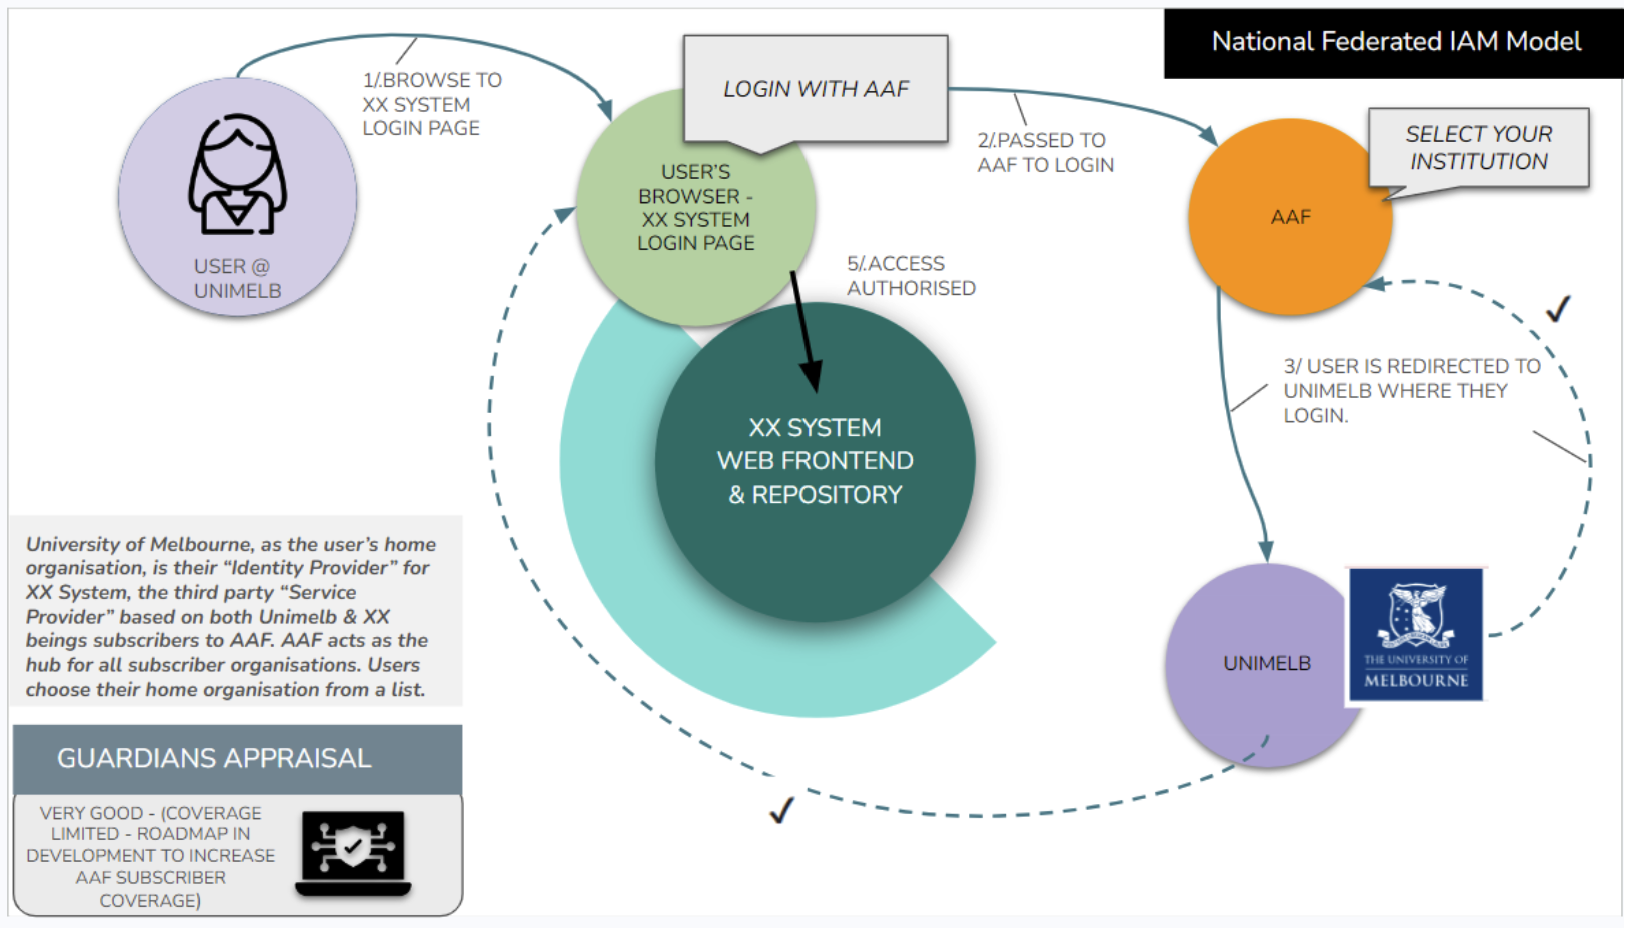 National Federated IAM Model
1/.BROWSE TO
XX SYSTEM
LOGIN PAGE
LOGIN WITH AAF
2/.PASSED TO
AAF TO LOGIN
SELECT YOUR
INSTITUTION
USER @
UNIMELB
USER'S
BROWSER -
XX SYSTEM
LOGIN PAGE
AAF
5/.ACCESS
AUTHORISED
3/ USER IS REDIRECTED TO
UNIMELB WHERE THEY
LOGIN.
XX SYSTEM
WEB FRONTEND
& REPOSITORY
University of Melbourne, as the user's home
organisation, is their “Identity Provider” for
XX System, the third party “Service
Provider” based on both Unimelb & XX
beings subscribers to AAF. AAF acts as the
hub for all subscriber organisations. Users
choose their home organisation from a list.
UNIMELB
THE UNIVERSITY OF
MELBOURNE
GUARDIANS APPRAISAL
VERY GOOD - (COVERAGE
LIMITED - ROADMAP IN
DEVELOPMENT TO INCREASE
AAF SUBSCRIBER
COVERAGE)